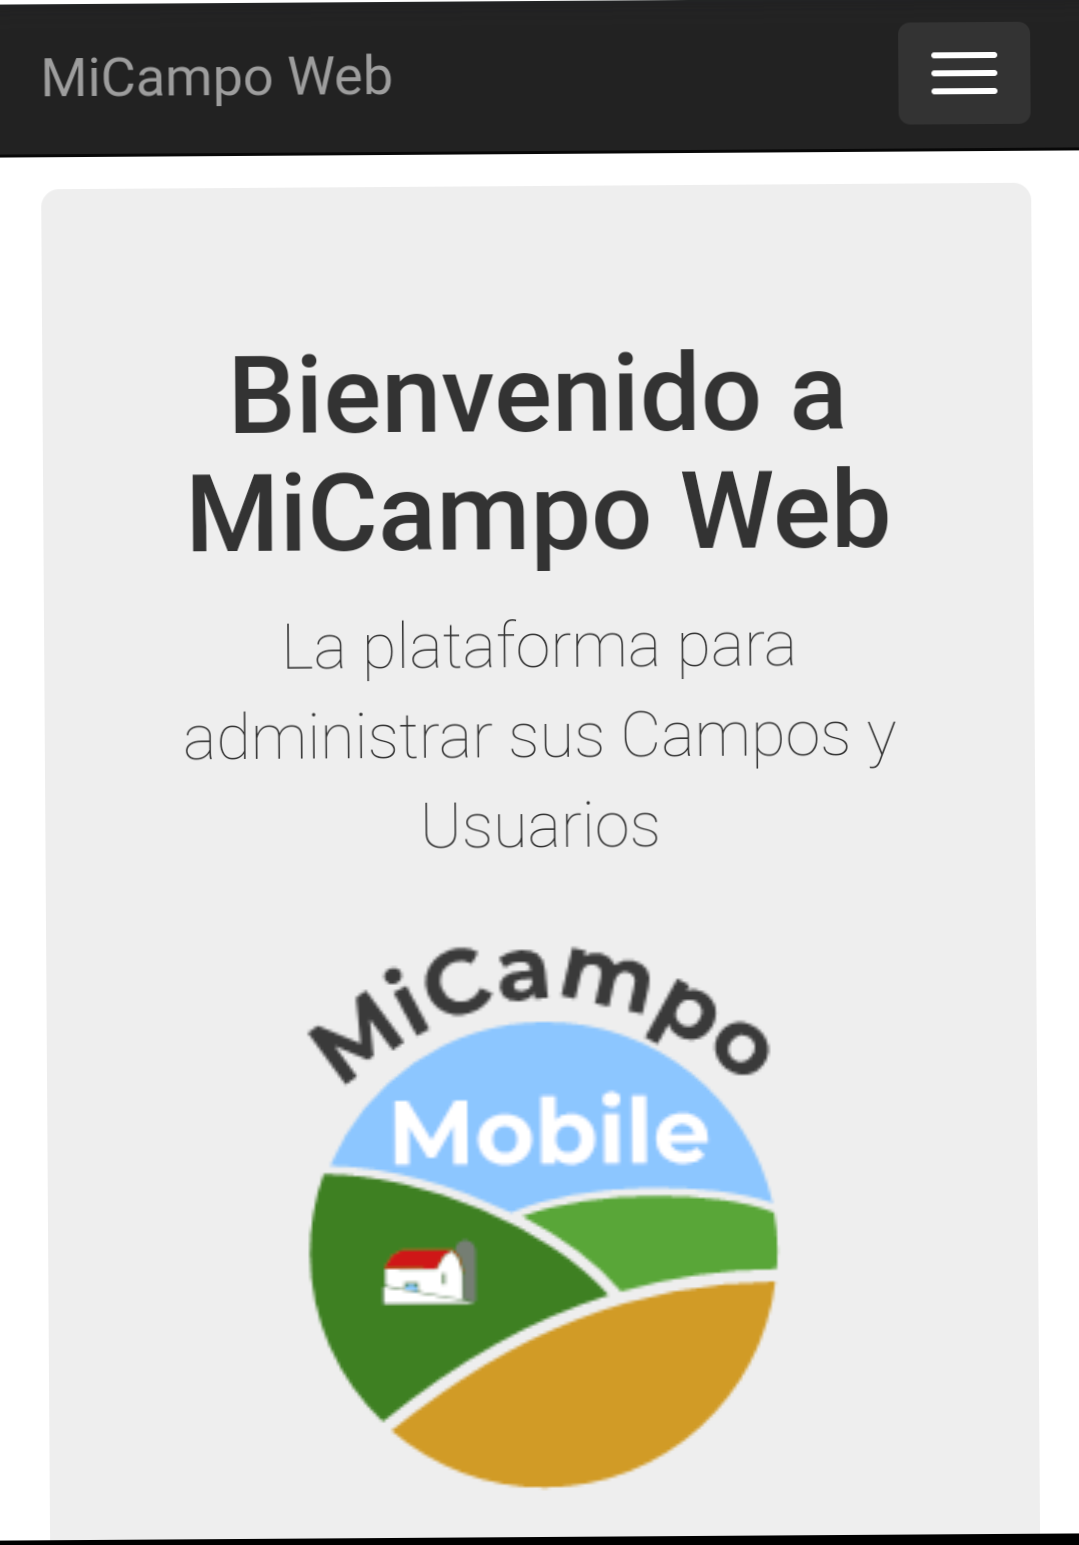 MiCampo Web
Bienvenido a
MiCampo Web
La plataforma para
administrar sus Campos y
Usuarios
MiCampo
Mobile